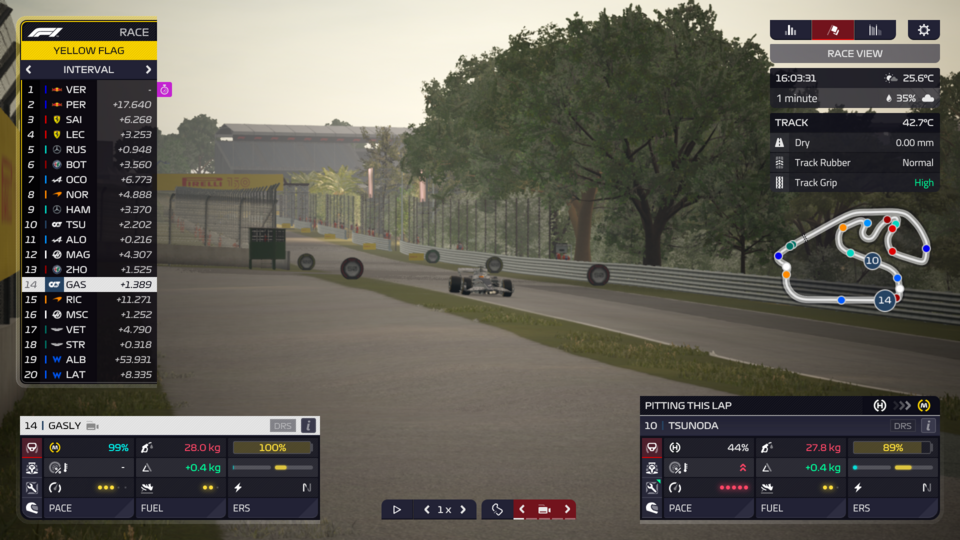 F1 RACE
YELLOW FLAG
INTERVAL
1 VER -
2 PER +17.640
3 SAI +6.268
4 LEC +3.253
5 RUS +0.948
6 BOT +3.560
7 OCO +6.773
8 NOR +4.888
9 HAM +3.370
10 TSU +2.202
11 ALO +0.216
12 MAG +4.307
13 ZHO +1.525
14 GAS +1.389
15 RIC +11.271
16 MSC +1.252
17 VET +4.790
18 STR +0.318
19 ALB +53.931
20 LAT +8.335
RACE VIEW
16:03:31 25.6°C
1 minute 35%
TRACK 42.7°C
Dry 0.00 mm
Track Rubber Normal
Track Grip High
10
14
PIRELLI
14 | GASLY DRS i
M 99% 28.0 kg 100%
- +0.4 kg
N
PACE FUEL ERS
1x
PITTING THIS LAP H >>> M
10 | TSUNODA DRS i
H 44% 27.8 kg 89%
+0.4 kg
N
PACE FUEL ERS